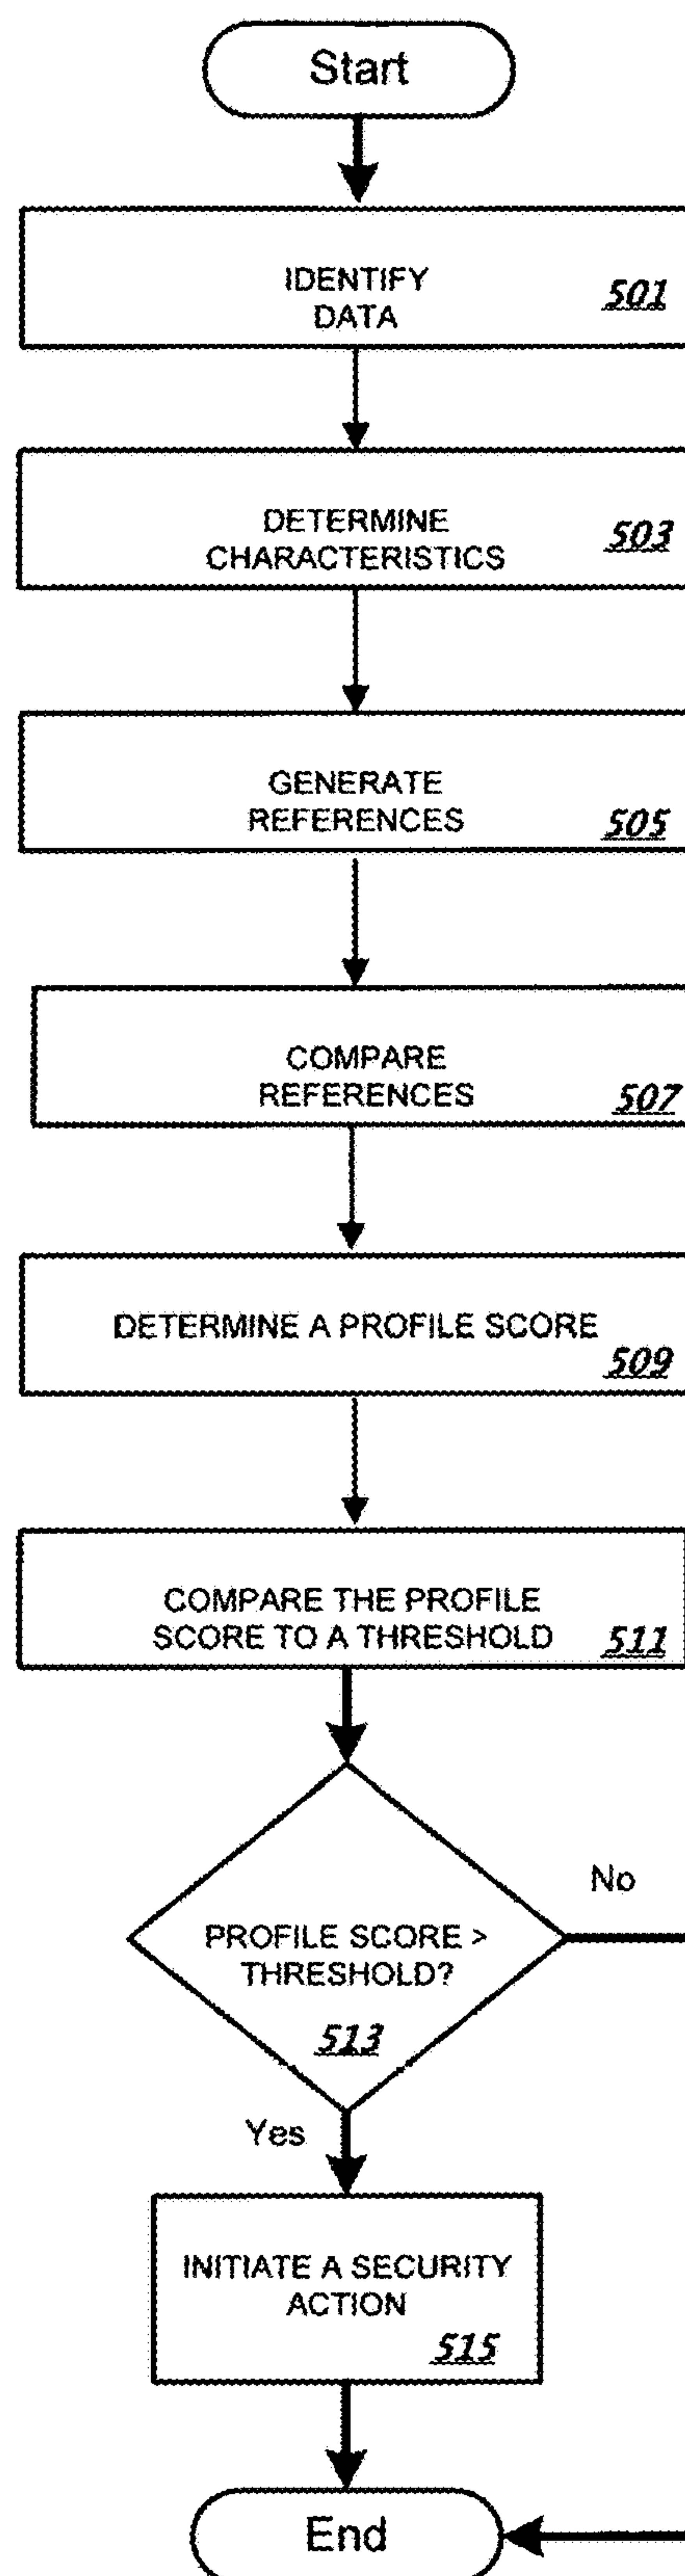 Start
IDENTIFY
DATA
501
DETERMINE
CHARACTERISTICS
503
GENERATE
REFERENCES
505
COMPARE
REFERENCES
507
DETERMINE A PROFILE SCORE
509
COMPARE THE PROFILE
SCORE TO A THRESHOLD
511
No
PROFILE SCORE >
THRESHOLD?
513
Yes
INITIATE A SECURITY
ACTION
515
End